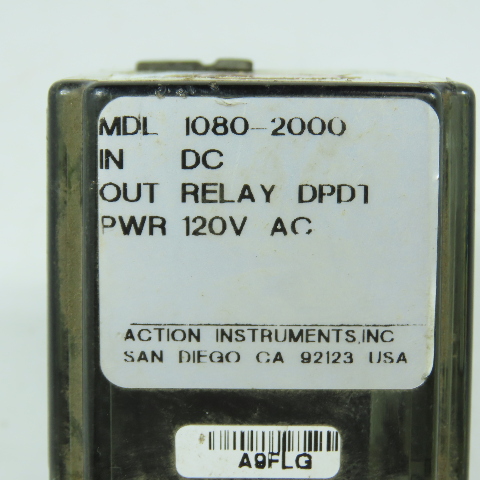 MDL 1080-2000
IN DC
OUT RELAY DPDT
PWR 120V AC
ACTION INSTRUMENTS, INC
SAN DIEGO CA 92123 USA
A9FLG